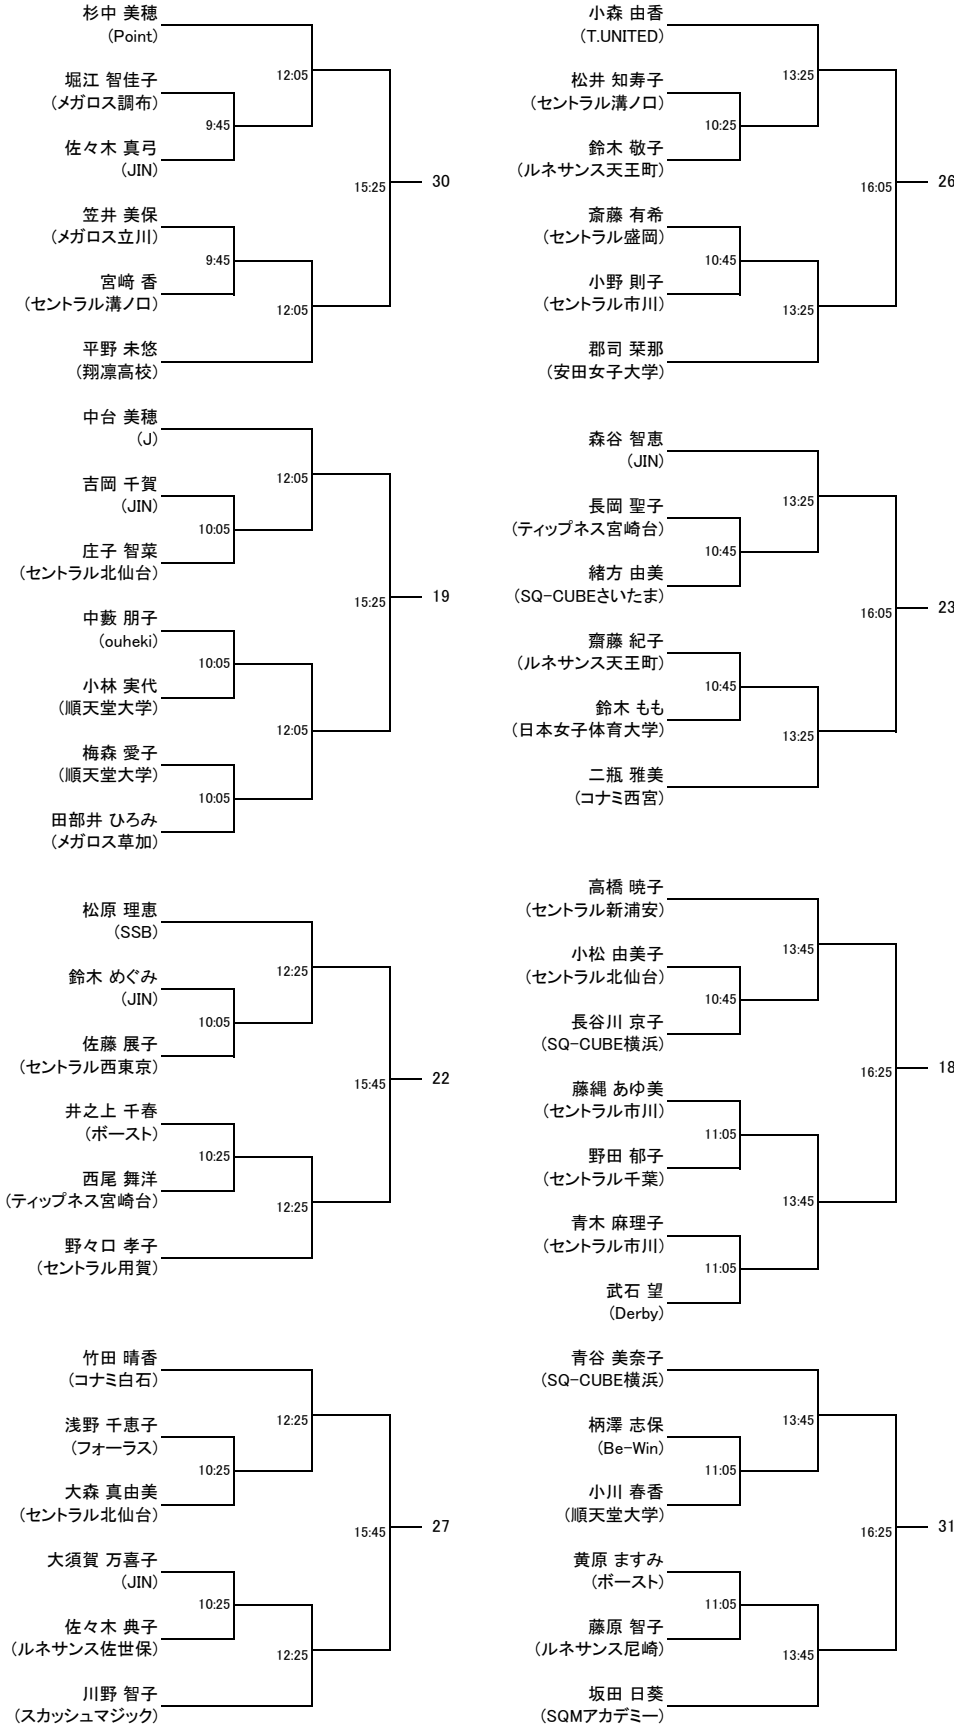 杉中 美穂
(Point)
12:05
堀江 智佳子
(メガロス調布)
9:45
佐々木 真弓
(JIN)
15:25
30
笠井 美保
(メガロス立川)
9:45
宮﨑 香
(セントラル溝ノ口)
12:05
平野 未悠
(翔凛高校)
中台 美穂
(J)
12:05
吉岡 千賀
(JIN)
10:05
庄子 智菜
(セントラル北仙台)
15:25
19
中藪 朋子
(ouheki)
10:05
小林 実代
(順天堂大学)
12:05
梅森 愛子
(順天堂大学)
10:05
田部井 ひろみ
(メガロス草加)
松原 理恵
(SSB)
12:25
鈴木 めぐみ
(JIN)
10:05
佐藤 展子
(セントラル西東京)
15:45
22
井之上 千春
(ボースト)
10:25
西尾 舞洋
(ティップネス宮崎台)
12:25
野々口 孝子
(セントラル用賀)
竹田 晴香
(コナミ白石)
12:25
浅野 千恵子
(フォーラス)
10:25
大森 真由美
(セントラル北仙台)
15:45
27
大須賀 万喜子
(JIN)
10:25
佐々木 典子
(ルネサンス佐世保)
12:25
川野 智子
(スカッシュマジック)
小森 由香
(T.UNITED)
13:25
松井 知寿子
(セントラル溝ノ口)
10:25
鈴木 敬子
(ルネサンス天王町)
16:05
26
斎藤 有希
(セントラル盛岡)
10:45
小野 則子
(セントラル市川)
13:25
郡司 栞那
(安田女子大学)
森谷 智恵
(JIN)
13:25
長岡 聖子
(ティップネス宮崎台)
10:45
緒方 由美
(SQ-CUBEさいたま)
16:05
23
齋藤 紀子
(ルネサンス天王町)
10:45
鈴木 もも
(日本女子体育大学)
13:25
二瓶 雅美
(コナミ西宮)
高橋 暁子
(セントラル新浦安)
13:45
小松 由美子
(セントラル北仙台)
10:45
長谷川 京子
(SQ-CUBE横浜)
16:25
18
藤縄 あゆ美
(セントラル市川)
11:05
野田 郁子
(セントラル千葉)
13:45
青木 麻理子
(セントラル市川)
11:05
武石 望
(Derby)
青谷 美奈子
(SQ-CUBE横浜)
13:45
柄澤 志保
(Be-Win)
11:05
小川 春香
(順天堂大学)
16:25
31
黄原 ますみ
(ボースト)
11:05
藤原 智子
(ルネサンス尼崎)
13:45
坂田 日葵
(SQMアカデミー)